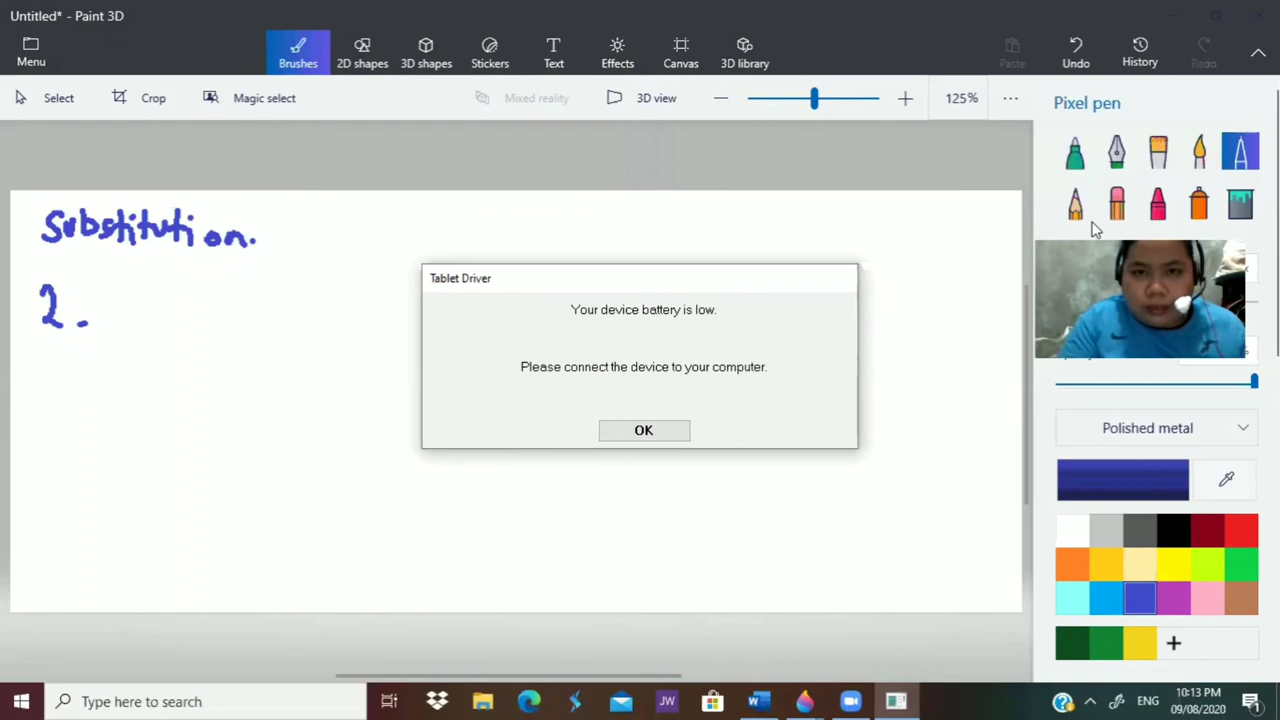 Untitled* - Paint 3D
Menu
Brushes
2D shapes
3D shapes
Stickers
Text
Effects
Canvas
3D library
Paste
Undo
History
Redo
Select
Crop
Magic select
Mixed reality
3D view
125%
Pixel pen
Substitution.
2.
Tablet Driver
Your device battery is low.
Please connect the device to your computer.
OK
Polished metal
Type here to search
JW
ENG
10:13 PM
09/08/2020
1